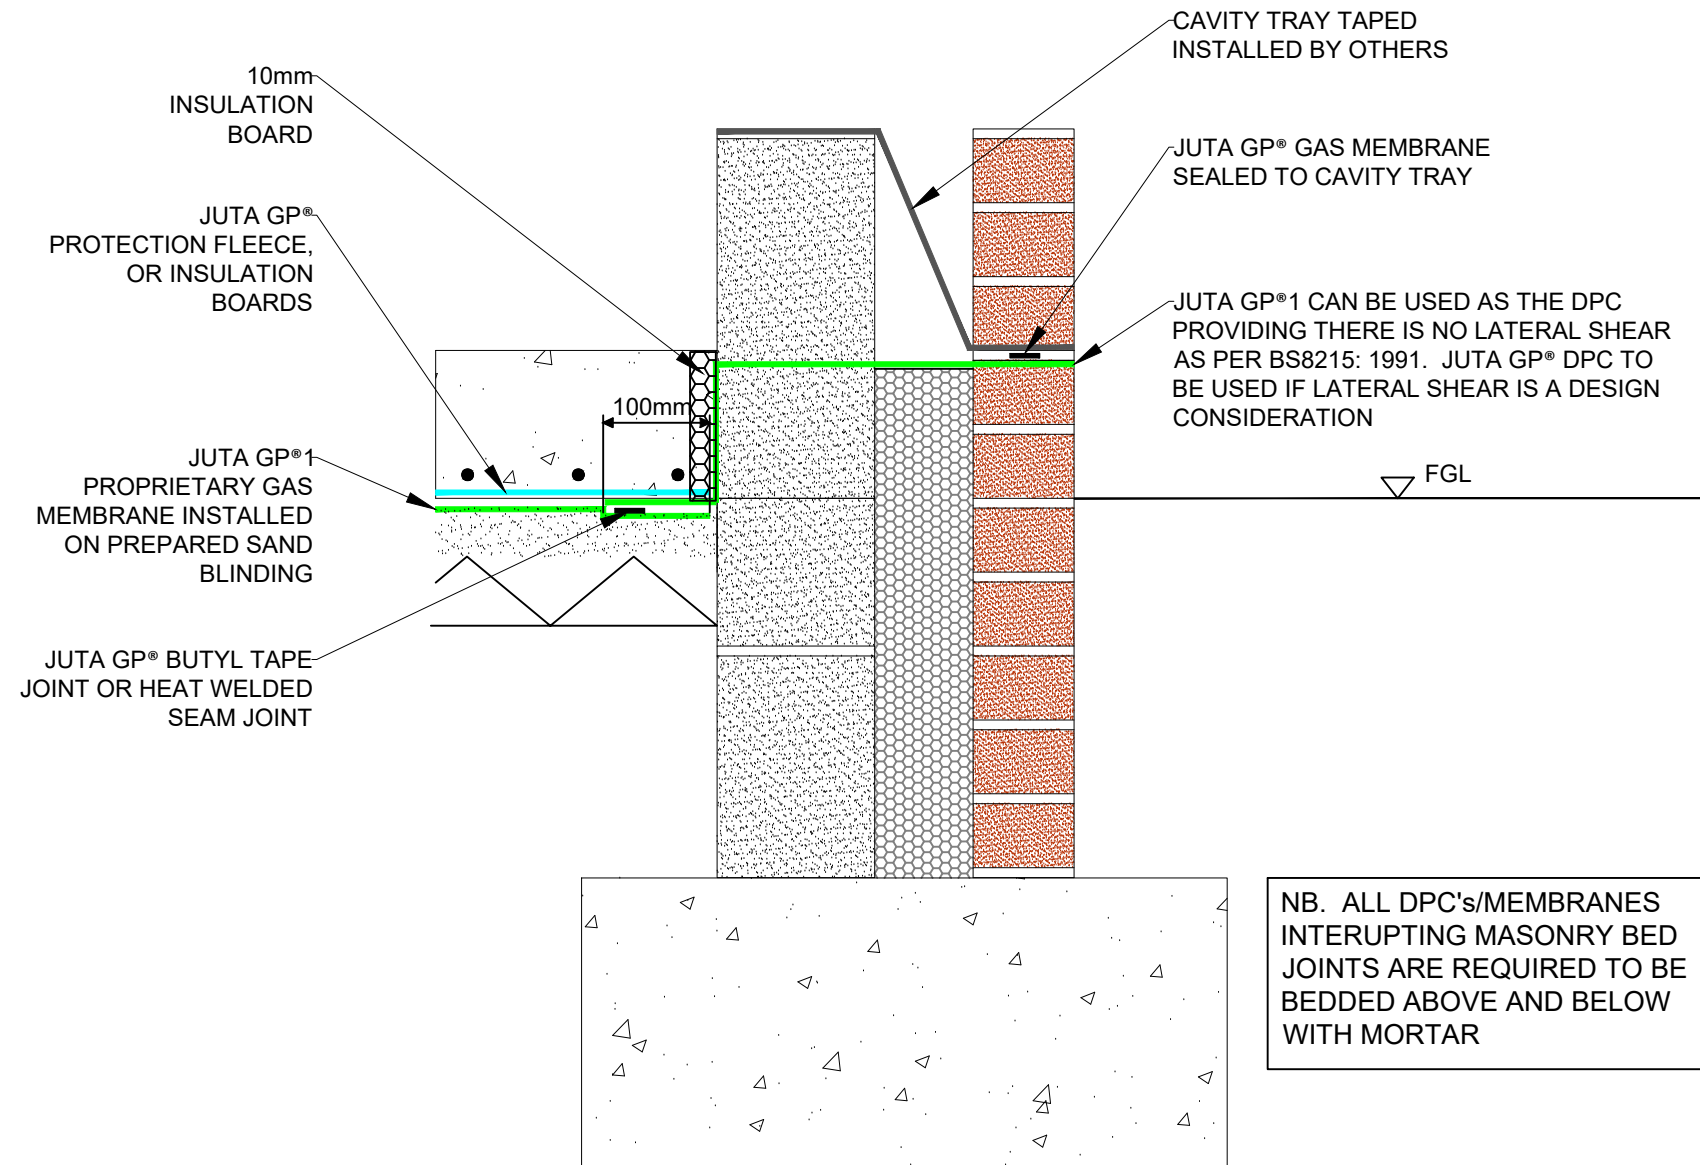 CAVITY TRAY TAPED
INSTALLED BY OTHERS
10mm
INSULATION
BOARD
JUTA GP® GAS MEMBRANE
SEALED TO CAVITY TRAY
JUTA GP®
PROTECTION FLEECE,
OR INSULATION
BOARDS
JUTA GP®1 CAN BE USED AS THE DPC
PROVIDING THERE IS NO LATERAL SHEAR
AS PER BS8215: 1991.  JUTA GP® DPC TO
BE USED IF LATERAL SHEAR IS A DESIGN
CONSIDERATION
100mm
JUTA GP®1
PROPRIETARY GAS
MEMBRANE INSTALLED
ON PREPARED SAND
BLINDING
FGL
JUTA GP® BUTYL TAPE
JOINT OR HEAT WELDED
SEAM JOINT
NB.  ALL DPC's/MEMBRANES
INTERUPTING MASONRY BED
JOINTS ARE REQUIRED TO BE
BEDDED ABOVE AND BELOW
WITH MORTAR